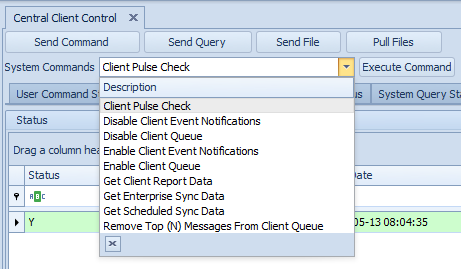 Central Client Control
Send Command
Send Query
Send File
Pull Files
System Commands
Client Pulse Check
Execute Command
User Command S
us
System Query Sta
Description
Client Pulse Check
Disable Client Event Notifications
Disable Client Queue
Enable Client Event Notifications
Enable Client Queue
Get Client Report Data
Get Enterprise Sync Data
Get Scheduled Sync Data
Remove Top (N) Messages From Client Queue
Status
Drag a column hea
Status
Date
ABC
Y
05-13 08:04:35